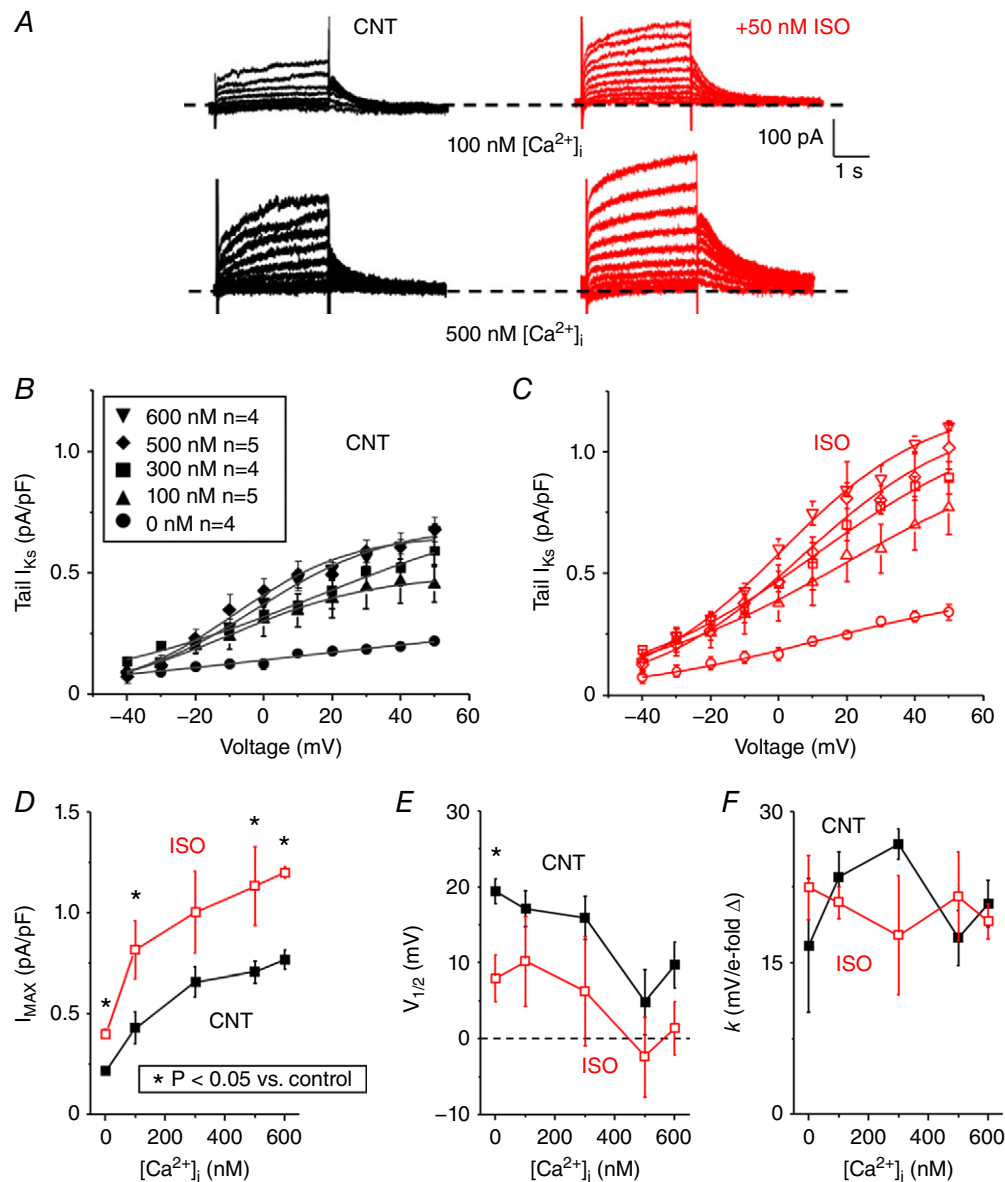 A
CNT
+50 nM ISO
100 nM [Ca²⁺]ᵢ
100 pA
1 s
500 nM [Ca²⁺]ᵢ
B
600 nM n=4
500 nM n=5
300 nM n=4
100 nM n=5
0 nM n=4
CNT
Tail I_Ks (pA/pF)
1.0
0.5
0
−40 −20 0 20 40 60
Voltage (mV)
C
ISO
Tail I_Ks (pA/pF)
1.0
0.5
0
−40 −20 0 20 40 60
Voltage (mV)
D
I_MAX (pA/pF)
1.5
1.0
0.5
0
* * * *
ISO
CNT
* P < 0.05 vs. control
0 200 400 600
[Ca²⁺]ᵢ (nM)
E
V_1/2 (mV)
30
20
10
0
−10
*
CNT
ISO
0 200 400 600
[Ca²⁺]ᵢ (nM)
F
k (mV/e-fold Δ)
30
15
0
CNT
ISO
0 200 400 600
[Ca²⁺]ᵢ (nM)